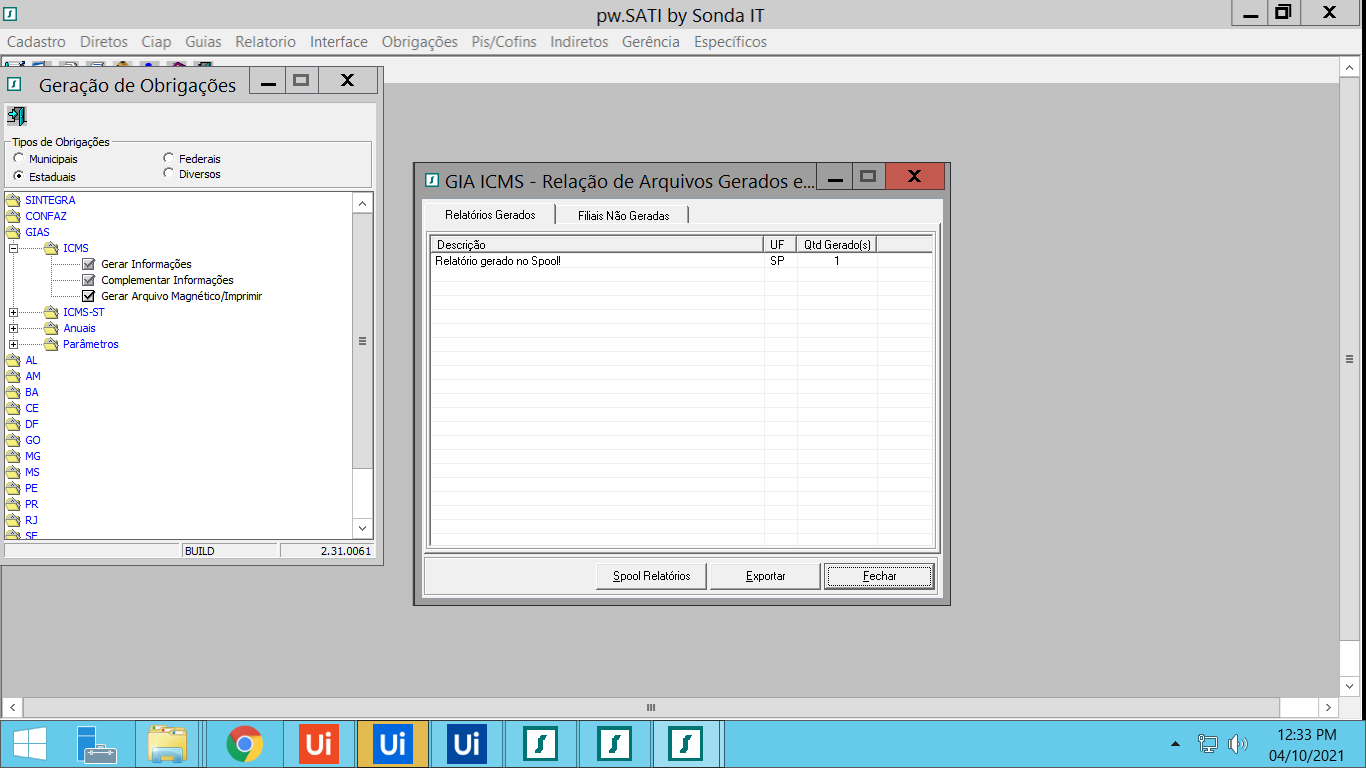 pw.SATI by Sonda IT
Cadastro Diretos Ciap Guias Relatorio Interface Obrigações Pis/Cofins Indiretos Gerência Específicos
Geração de Obrigações
Tipos de Obrigações
Municipais Federais
Estaduais Diversos
SINTEGRA
CONFAZ
GIAS
ICMS
Gerar Informações
Complementar Informações
Gerar Arquivo Magnético/Imprimir
ICMS-ST
Anuais
Parâmetros
AL
AM
BA
CE
DF
GO
MG
MS
PE
PR
RJ
BUILD 2.31.0061
GIA ICMS - Relação de Arquivos Gerados e...
Relatórios Gerados Filiais Não Geradas
Descrição UF Qtd Gerado(s)
Relatório gerado no Spool! SP 1
Spool Relatórios Exportar Fechar
Ui Ui Ui
12:33 PM
04/10/2021